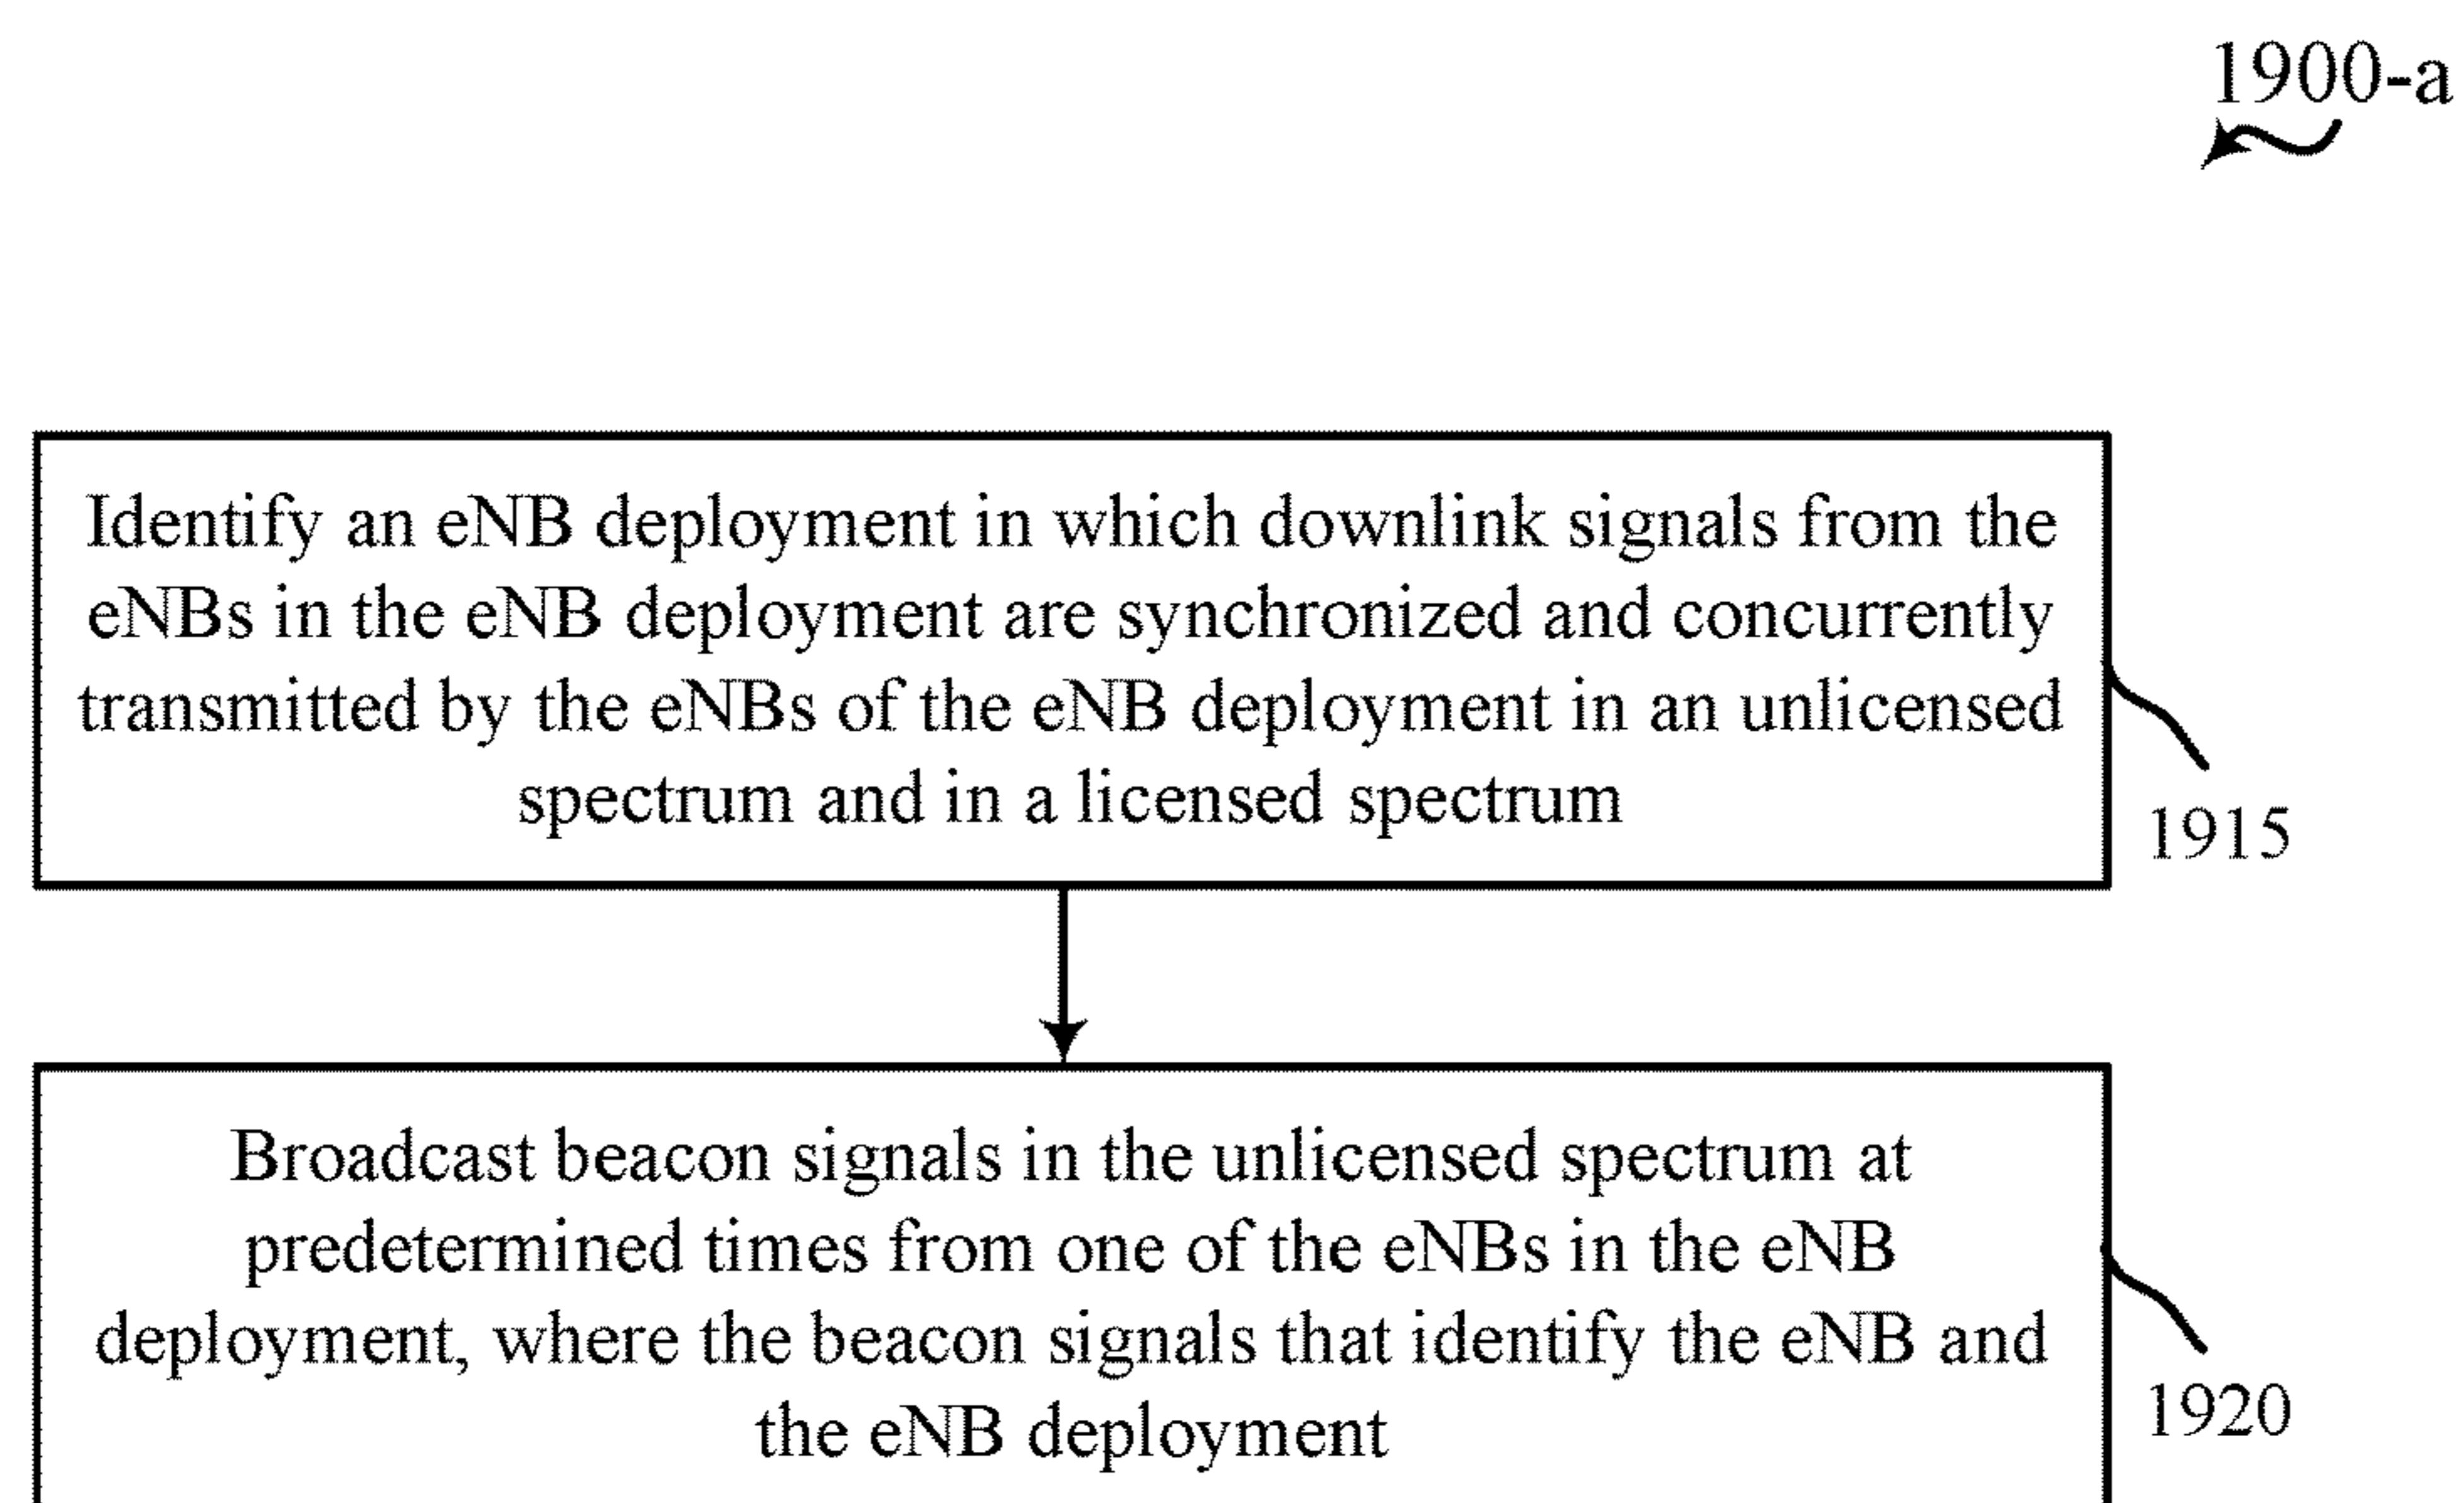 1900-a
Identify an eNB deployment in which downlink signals from the
eNBs in the eNB deployment are synchronized and concurrently
transmitted by the eNBs of the eNB deployment in an unlicensed
spectrum and in a licensed spectrum
1915
Broadcast beacon signals in the unlicensed spectrum at
predetermined times from one of the eNBs in the eNB
deployment, where the beacon signals that identify the eNB and
the eNB deployment
1920